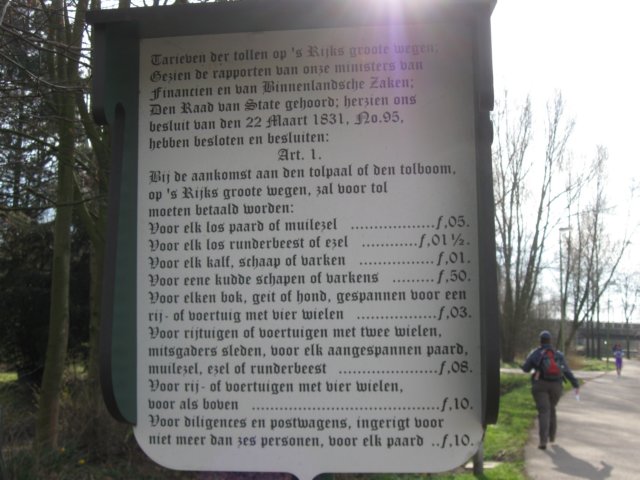 Tarieven der tollen op 's Rijks groote wegen;
Gezien de rapporten van onze ministers van
Financien en van Binnenlandsche Zaken;
Den Raad van State gehoord; herzien ons
besluit van den 22 Maart 1831, No.95,
hebben besloten en besluiten:
Art. 1.
Bij de aankomst aan den tolpaal of den tolboom,
op 's Rijks groote wegen, zal voor tol
moeten betaald worden:
Voor elk los paard of muilezel ..................f,05.
Voor elk los runderbeest of ezel ............f,01½.
Voor elk kalf, schaap of varken .............f,01.
Voor eene kudde schapen of varkens .........f,50.
Voor elken bok, geit of hond, gespannen voor een
rij- of voertuig met vier wielen .................f,03.
Voor rijtuigen of voertuigen met twee wielen,
mitsgaders sleden, voor elk aangespannen paard,
muilezel, ezel of runderbeest ......................f,08.
Voor rij- of voertuigen met vier wielen,
voor als boven ........................................f,10.
Voor diligences en postwagens, ingerigt voor
niet meer dan zes personen, voor elk paard ..f,10.